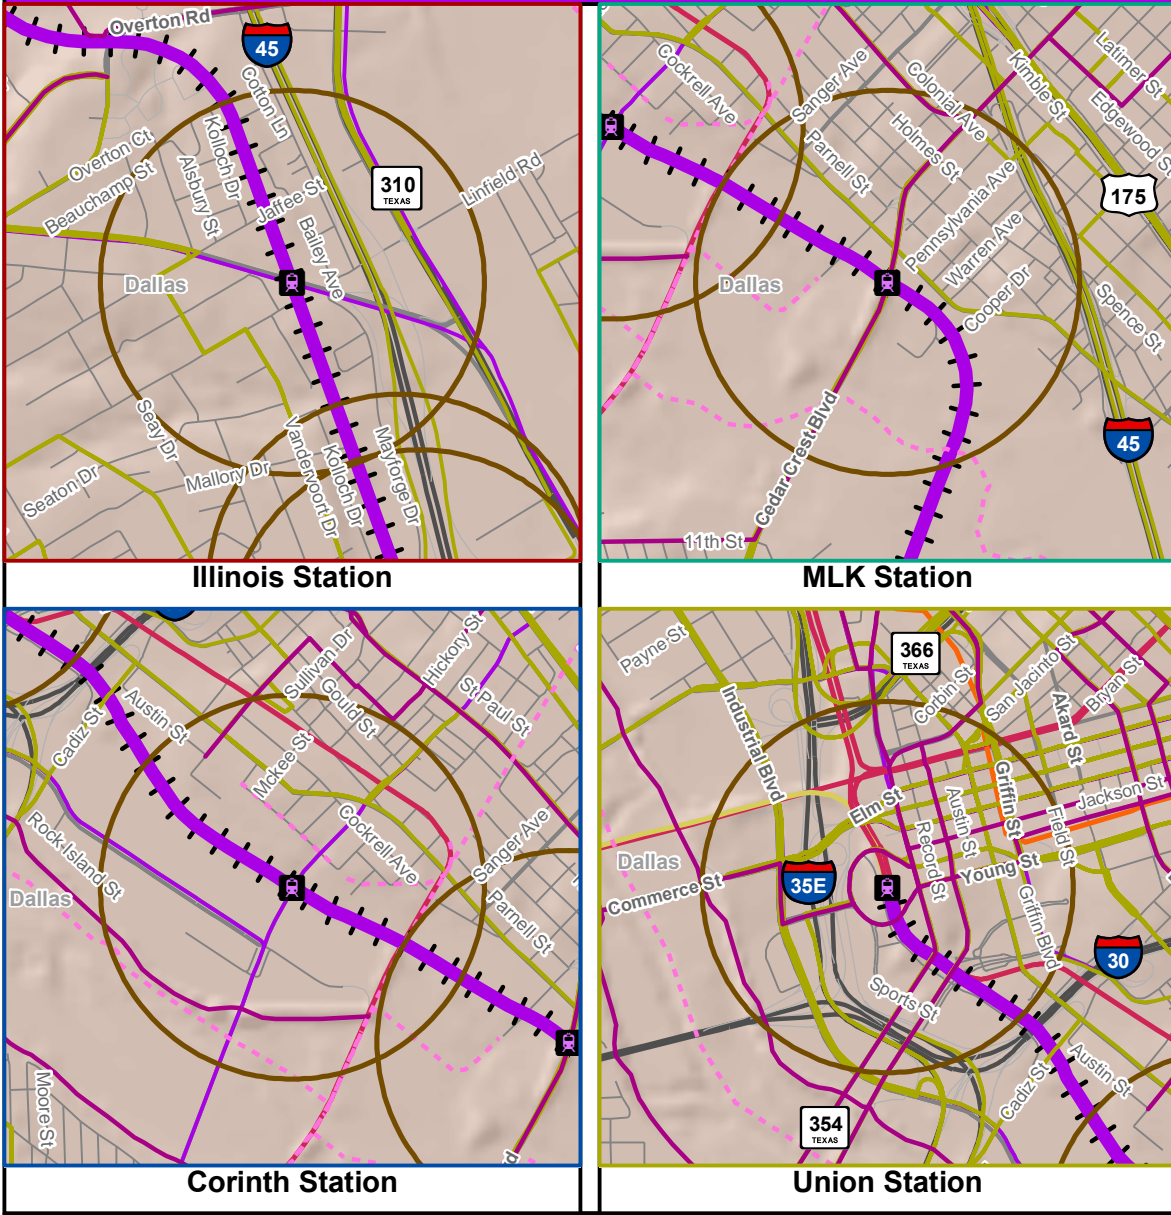 Overton Rd
45
Cotton Ln
Kolloch Dr
310
TEXAS
Linfield Rd
Overton Ct
Alsbury St
Beauchamp St
Jaffee St
Bailey Ave
Dallas
Seay Dr
Vandervoort Dr
Kolloch Dr
Mayforge Dr
Mallory Dr
Seaton Dr
Illinois Station
Cockrell Ave
Sanger Ave
Colonial Ave
Kimble St
Latimer St
Edgewood St
Holmes St
Parnell St
175
Pennsylvania Ave
Warren Ave
Cooper Dr
Dallas
Spence St
Cedar Crest Blvd
45
11th St
MLK Station
Sullivan Dr
Hickory St
Gould St
St Paul St
Austin St
Cadiz St
Mckee St
Cockrell Ave
Sanger Ave
Rock Island St
Dallas
Parnell St
Moore St
Corinth Station
Payne St
366
TEXAS
Corbin St
San Jacinto St
Bryan St
Akard St
Industrial Blvd
Griffin St
Elm St
Austin St
Jackson St
Record St
Field St
Dallas
Young St
Commerce St
35E
Griffin Blvd
30
Sports St
Austin St
Cadiz St
354
TEXAS
Union Station